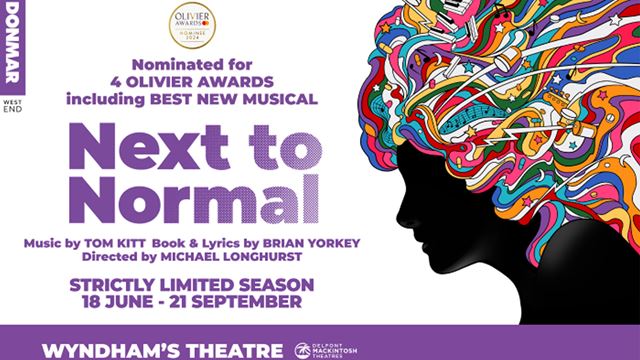 DONMAR
WEST
END
OLIVIER
AWARDS
NOMINEE
2024
Nominated for
4 OLIVIER AWARDS
including BEST NEW MUSICAL
Next to
Normal
Music by TOM KITT Book & Lyrics by BRIAN YORKEY
Directed by MICHAEL LONGHURST
STRICTLY LIMITED SEASON
18 JUNE - 21 SEPTEMBER
WYNDHAM'S THEATRE
DELFONT
MACKINTOSH
THEATRES